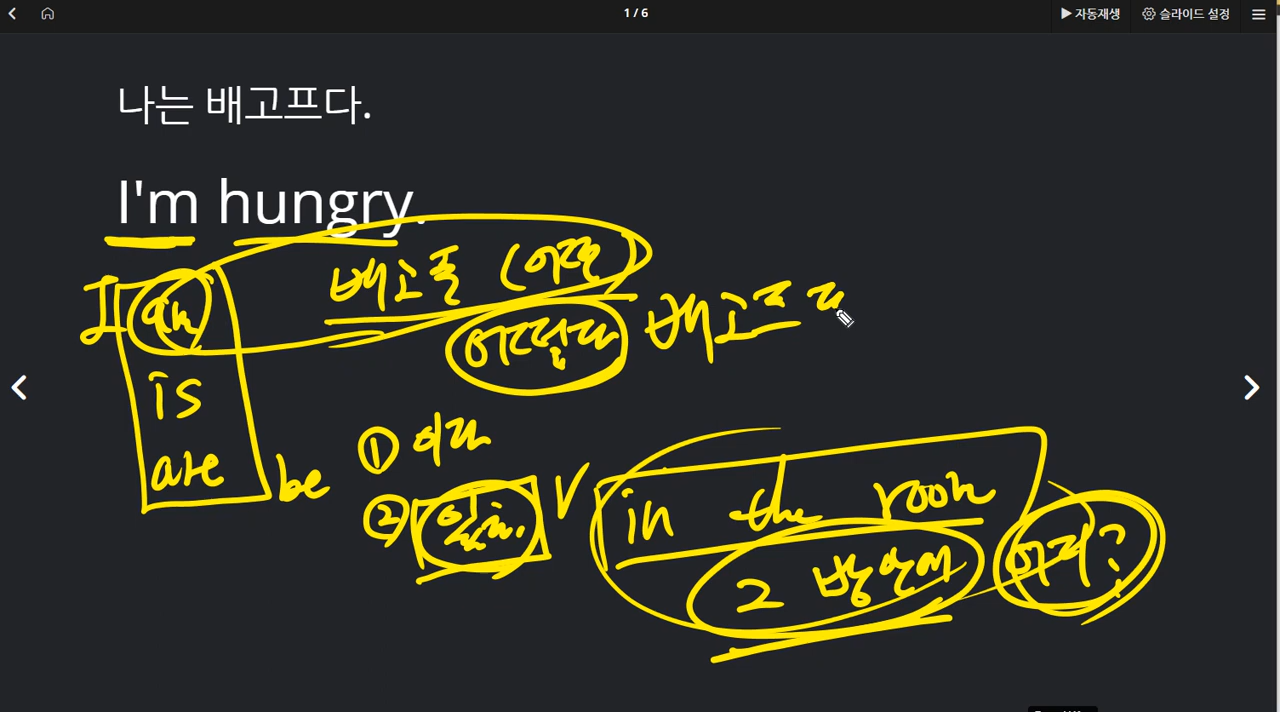 1 / 6
▶ 자동재생
슬라이드 설정
나는 배고프다.
I'm hungry.
I am 배고픈 (어떤)
어떻다 배고프다
is
are be
① 이다
② 있다. V in the room
그 방안에 어디?